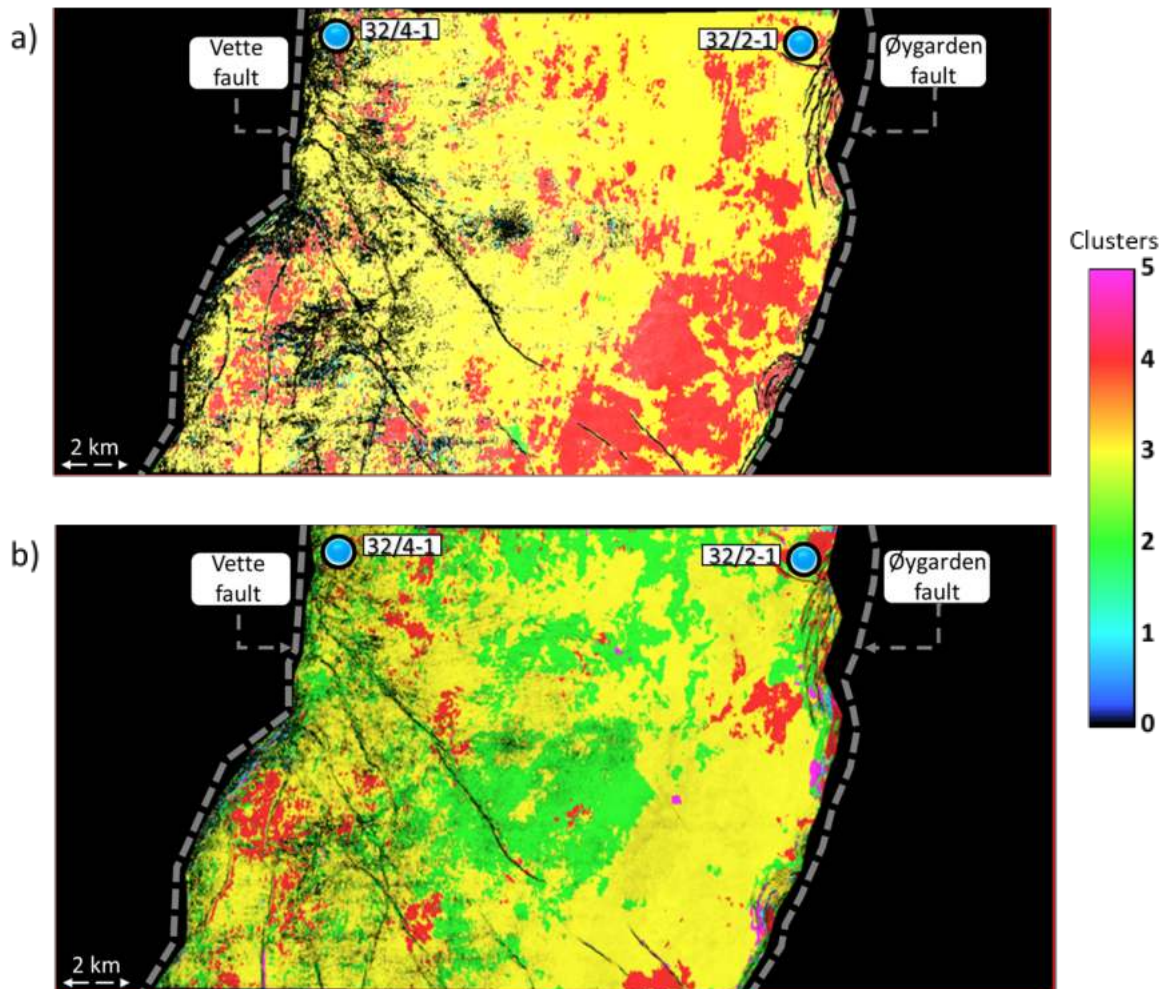 a)
32/4-1
32/2-1
Vette
fault
Øygarden
fault
2 km
Clusters
5
4
3
2
1
0
b)
32/4-1
32/2-1
Vette
fault
Øygarden
fault
2 km